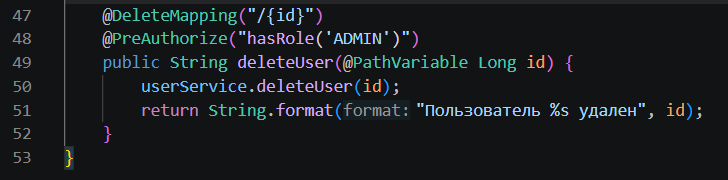 47 @DeleteMapping("/{id}")
48 @PreAuthorize("hasRole('ADMIN')")
49 public String deleteUser(@PathVariable Long id) {
50 userService.deleteUser(id);
51 return String.format(format: "Пользователь %s удален", id);
52 }
53 }